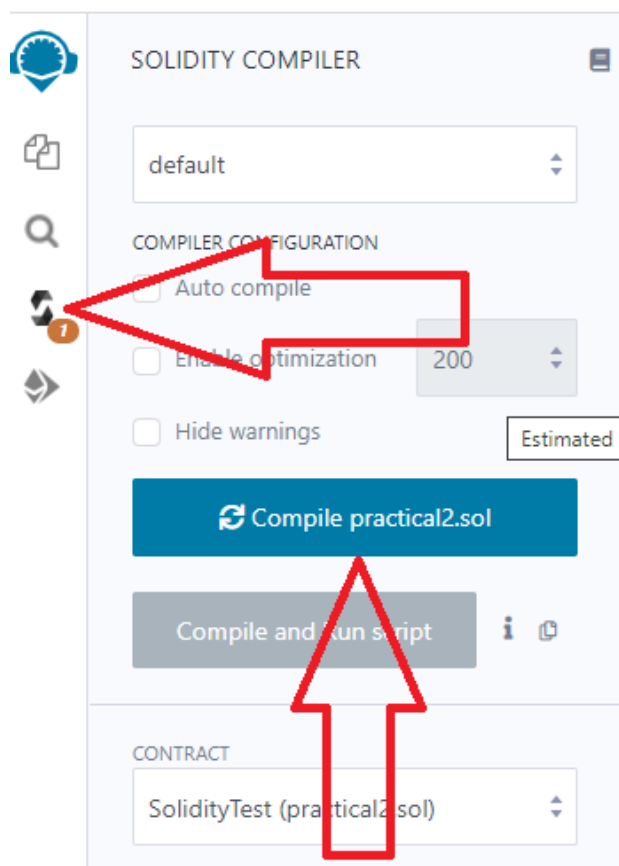 SOLIDITY COMPILER
default
COMPILER CONFIGURATION
Auto compile
Enable optimization 200
1
Hide warnings
Estimated
Compile practical2.sol
Compile and Run script
CONTRACT
SolidityTest (practical2.sol)